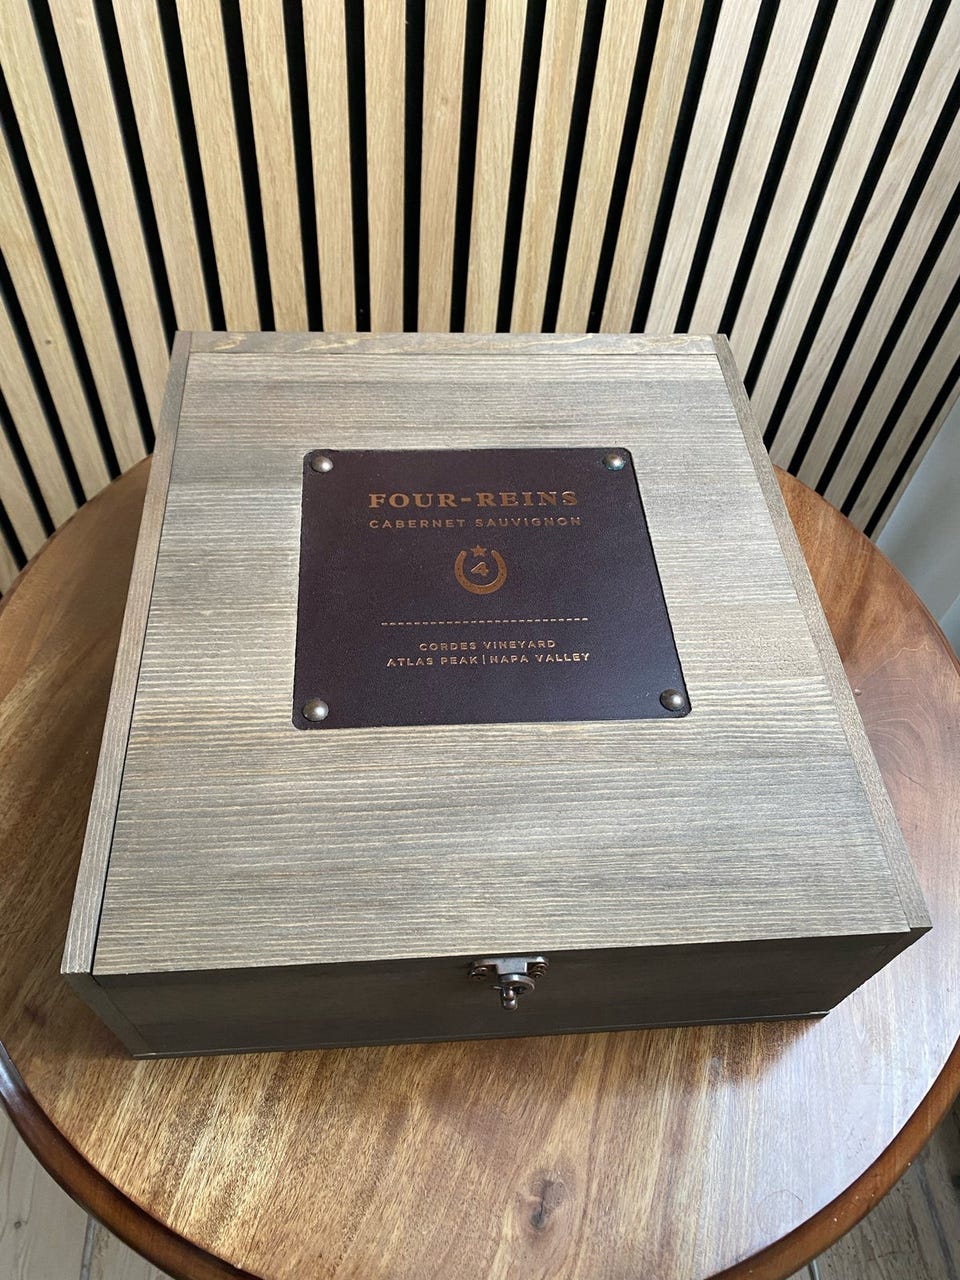 FOUR-REINS
CABERNET SAUVIGNON
4
CORDES VINEYARD
ATLAS PEAK | NAPA VALLEY